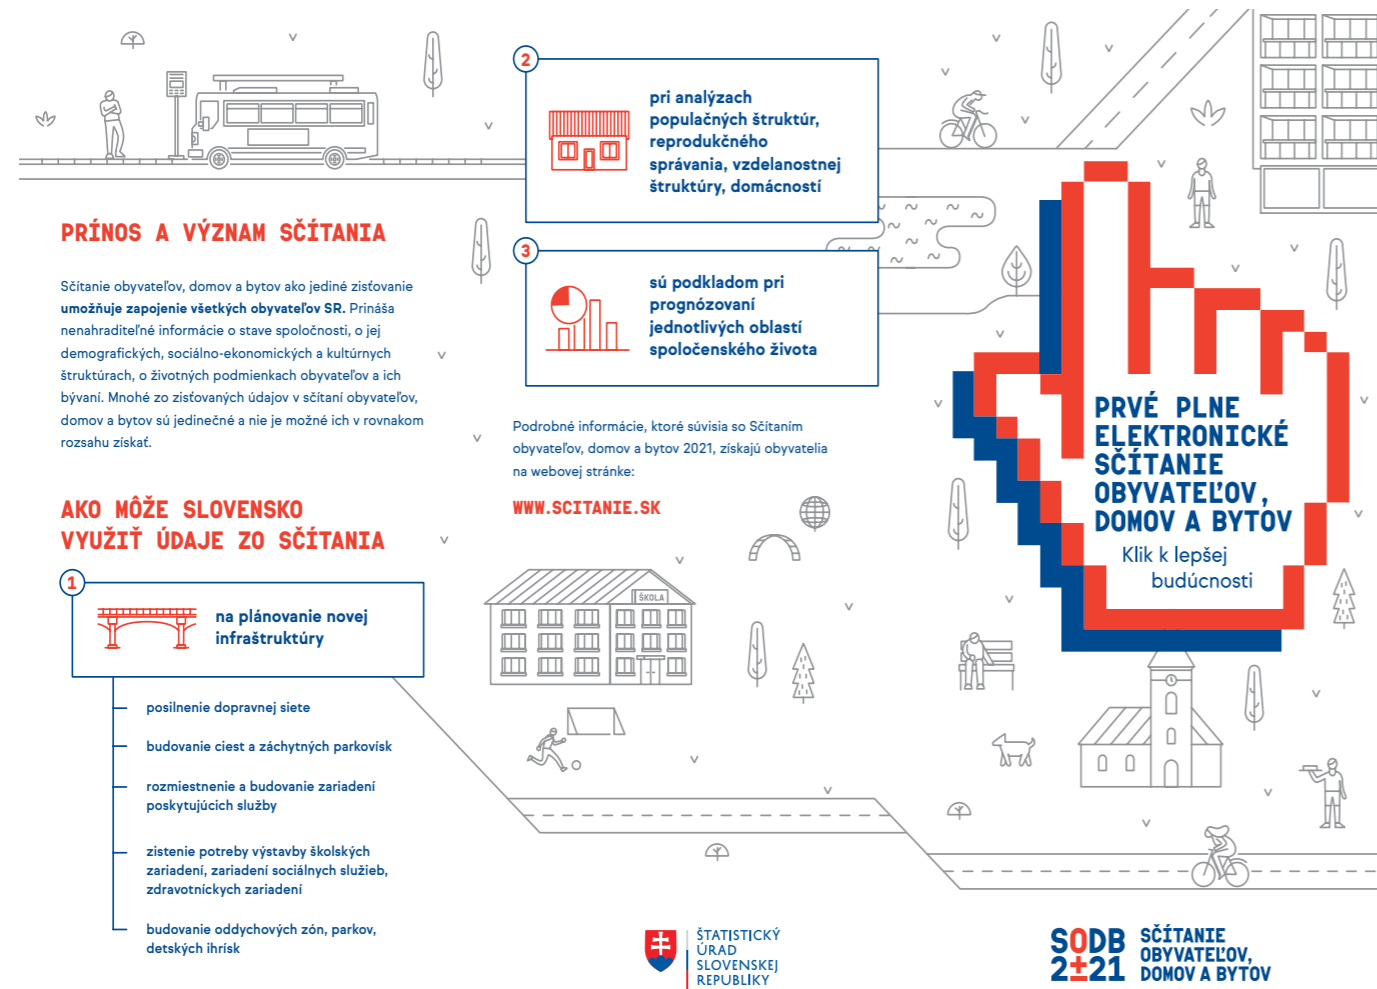 PRÍNOS A VÝZNAM SČÍTANIA
Sčítanie obyvateľov, domov a bytov ako jediné zisťovanie
umožňuje zapojenie všetkých obyvateľov SR. Prináša
nenahraditeľné informácie o stave spoločnosti, o jej
demografických, sociálno-ekonomických a kultúrnych
štruktúrach, o životných podmienkach obyvateľov a ich
bývaní. Mnohé zo zisťovaných údajov v sčítaní obyvateľov,
domov a bytov sú jedinečné a nie je možné ich v rovnakom
rozsahu získať.
AKO MÔŽE SLOVENSKO
VYUŽIŤ ÚDAJE ZO SČÍTANIA
1
na plánovanie novej
infraštruktúry
posilnenie dopravnej siete
budovanie ciest a záchytných parkovísk
rozmiestnenie a budovanie zariadení
poskytujúcich služby
zistenie potreby výstavby školských
zariadení, zariadení sociálnych služieb,
zdravotníckych zariadení
budovanie oddychových zón, parkov,
detských ihrísk
2
pri analýzach
populačných štruktúr,
reprodukčného
správania, vzdelanostnej
štruktúry, domácností
3
sú podkladom pri
prognózovaní
jednotlivých oblastí
spoločenského života
Podrobné informácie, ktoré súvisia so Sčítaním
obyvateľov, domov a bytov 2021, získajú obyvatelia
na webovej stránke:
WWW.SCITANIE.SK
ŠKOLA
ŠTATISTICKÝ
ÚRAD
SLOVENSKEJ
REPUBLIKY
PRVÉ PLNE
ELEKTRONICKÉ
SČÍTANIE
OBYVATEĽOV,
DOMOV A BYTOV
Klik k lepšej
budúcnosti
SODB
2±21
SČÍTANIE
OBYVATEĽOV,
DOMOV A BYTOV